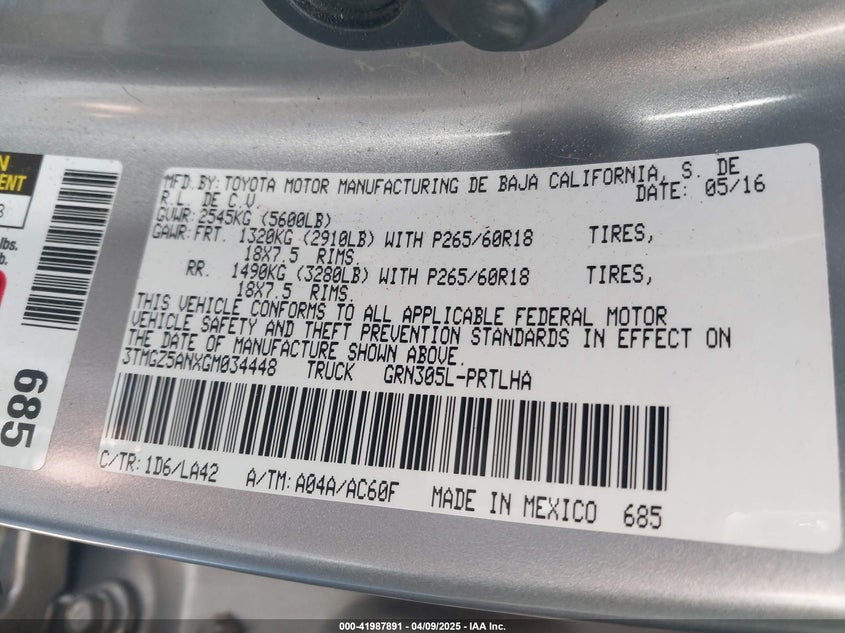 N
ENT
3
lbs.
b.
685
MFD.BY:TOYOTA MOTOR MANUFACTURING DE BAJA CALIFORNIA, S. DE
R.L. DE C.V. DATE: 05/16
GVWR:2545KG (5600LB)
GAWR:FRT. 1320KG (2910LB) WITH P265/60R18 TIRES,
18X7.5 RIMS.
RR. 1490KG (3280LB) WITH P265/60R18 TIRES,
18X7.5 RIMS.
THIS VEHICLE CONFORMS TO ALL APPLICABLE FEDERAL MOTOR
VEHICLE SAFETY AND THEFT PREVENTION STANDARDS IN EFFECT ON
THE DATE OF MANUFACTURE SHOWN ABOVE.
3TMGZ5ANXGM034448 TRUCK GRN305L-PRTLHA
C/TR:1D6/LA42 A/TM:A04A/AC60F MADE IN MEXICO 685
000-41987891 - 04/09/2025 - IAA Inc.